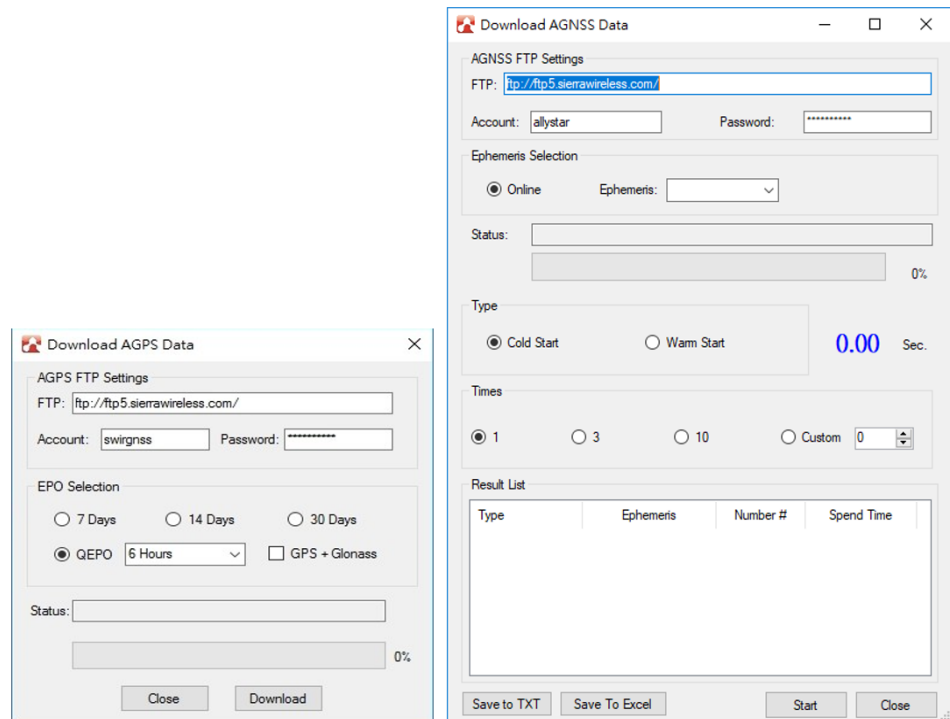 Download AGPS Data
AGPS FTP Settings
FTP: ftp://ftp5.sierrawireless.com/
Account: swirgnss Password: **********
EPO Selection
7 Days 14 Days 30 Days
QEPO 6 Hours GPS + Glonass
Status:
0%
Close Download
Download AGNSS Data
AGNSS FTP Settings
FTP: ftp://ftp5.sierrawireless.com/
Account: allystar Password: **********
Ephemeris Selection
Online Ephemeris:
Status:
0%
Type
Cold Start Warm Start 0.00 Sec.
Times
1 3 10 Custom 0
Result List
Type Ephemeris Number # Spend Time
Save to TXT Save To Excel Start Close